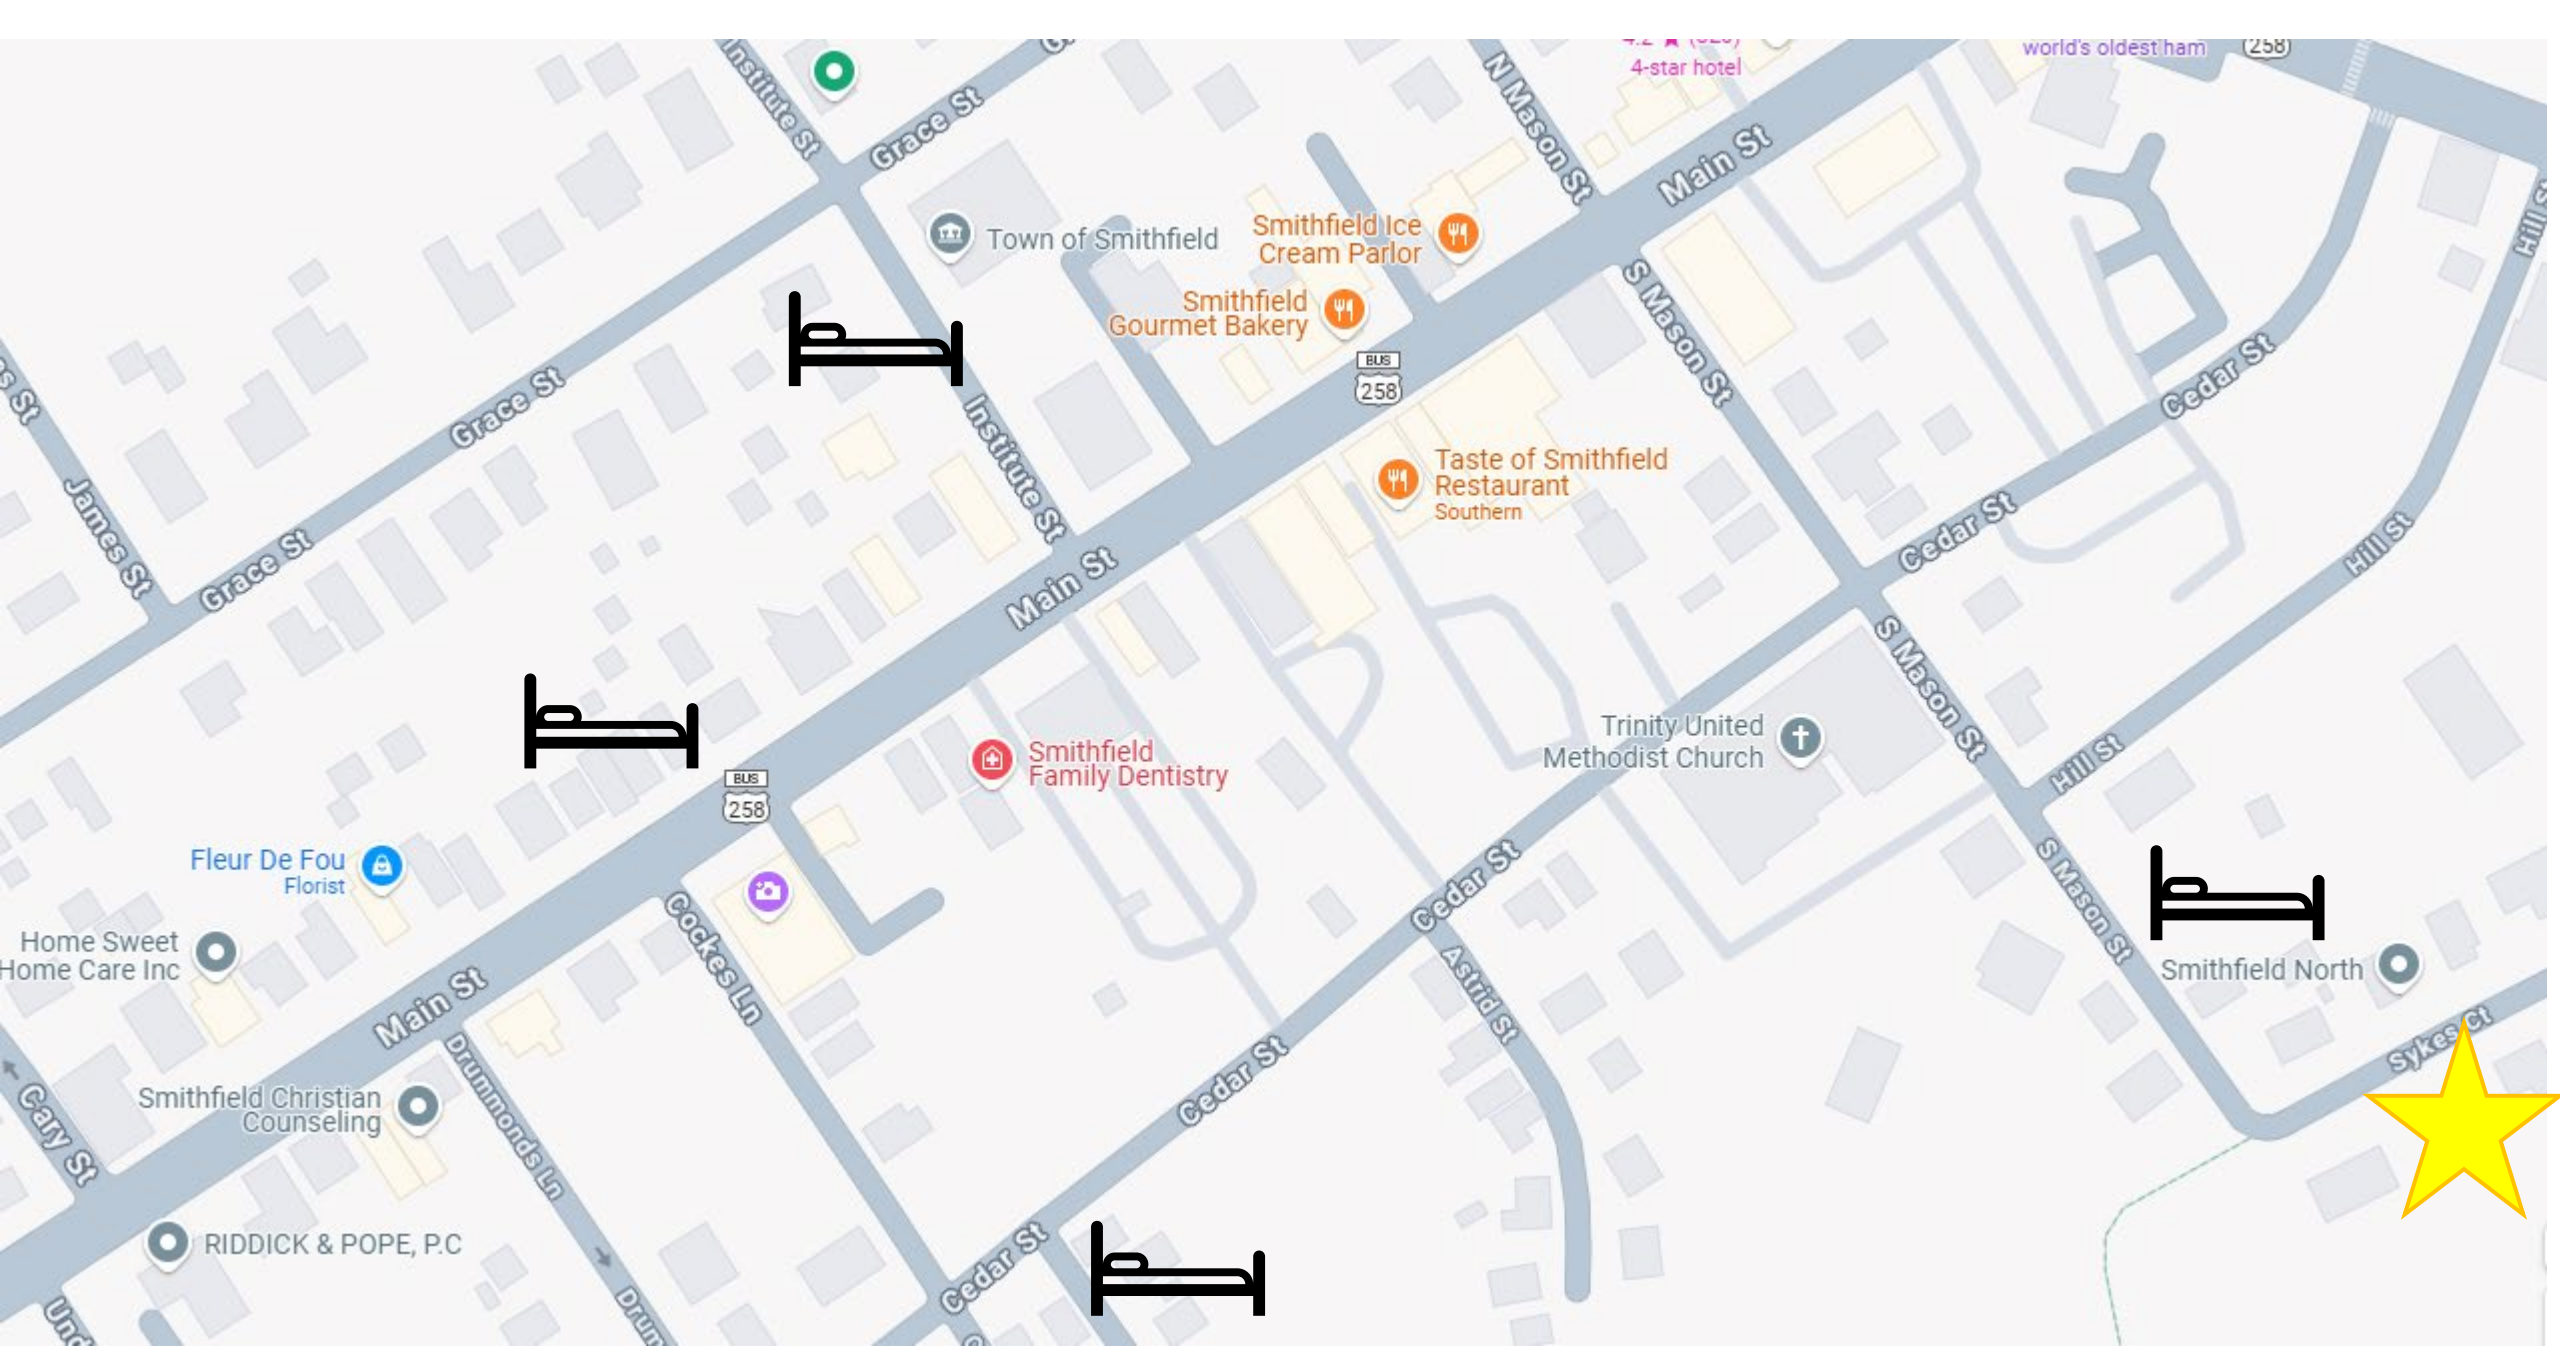 world's oldest ham
258
4-star hotel
Institute St
Grace St
N Mason St
Main St
Hill S
Town of Smithfield
Smithfield Ice
Cream Parlor
Smithfield
Gourmet Bakery
S Mason St
BUS
258
Cedar St
Grace St
Institute St
St
James St
Taste of Smithfield
Restaurant
Southern
Cedar St
Hill St
Grace St
Main St
S Mason St
Trinity United
Methodist Church
Hill St
Smithfield
Family Dentistry
BUS
258
Fleur De Fou
Florist
Cockes Ln
Cedar St
S Mason St
Home Sweet
Home Care Inc
Smithfield North
Main St
Astrid St
Sykes Ct
Cedar St
Smithfield Christian
Counseling
Drummonds Ln
Cary St
RIDDICK & POPE, P.C
Cedar St
Und
Drum